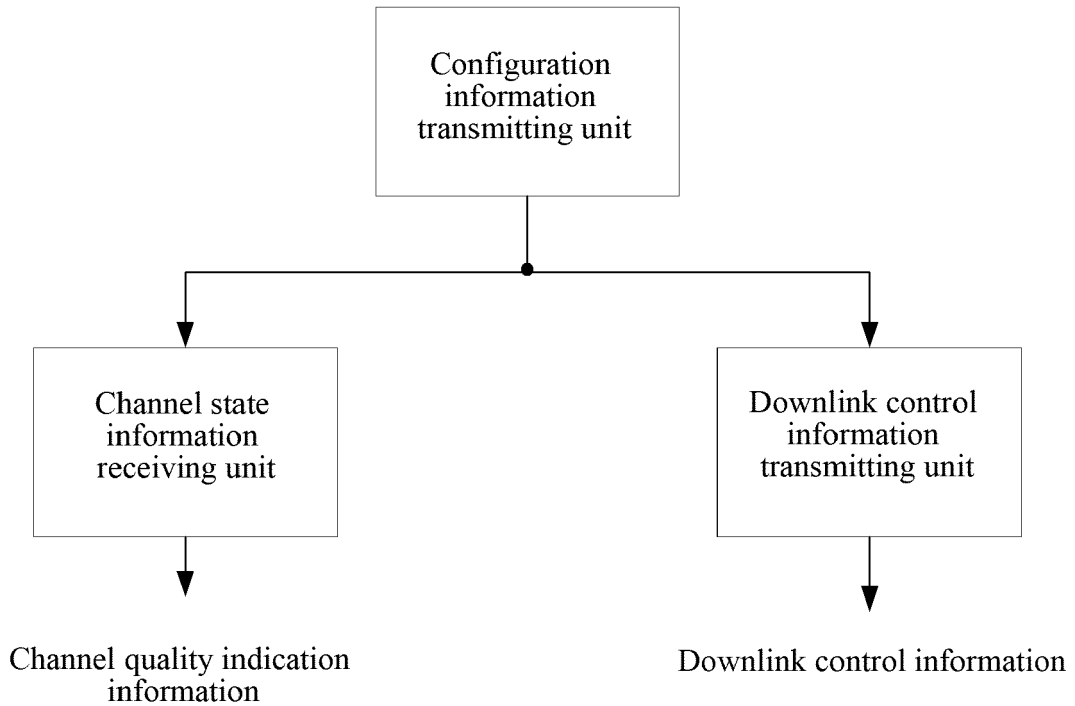 Configuration
information
transmitting unit
Channel state
information
receiving unit
Downlink control
information
transmitting unit
Channel quality indication
information
Downlink control information